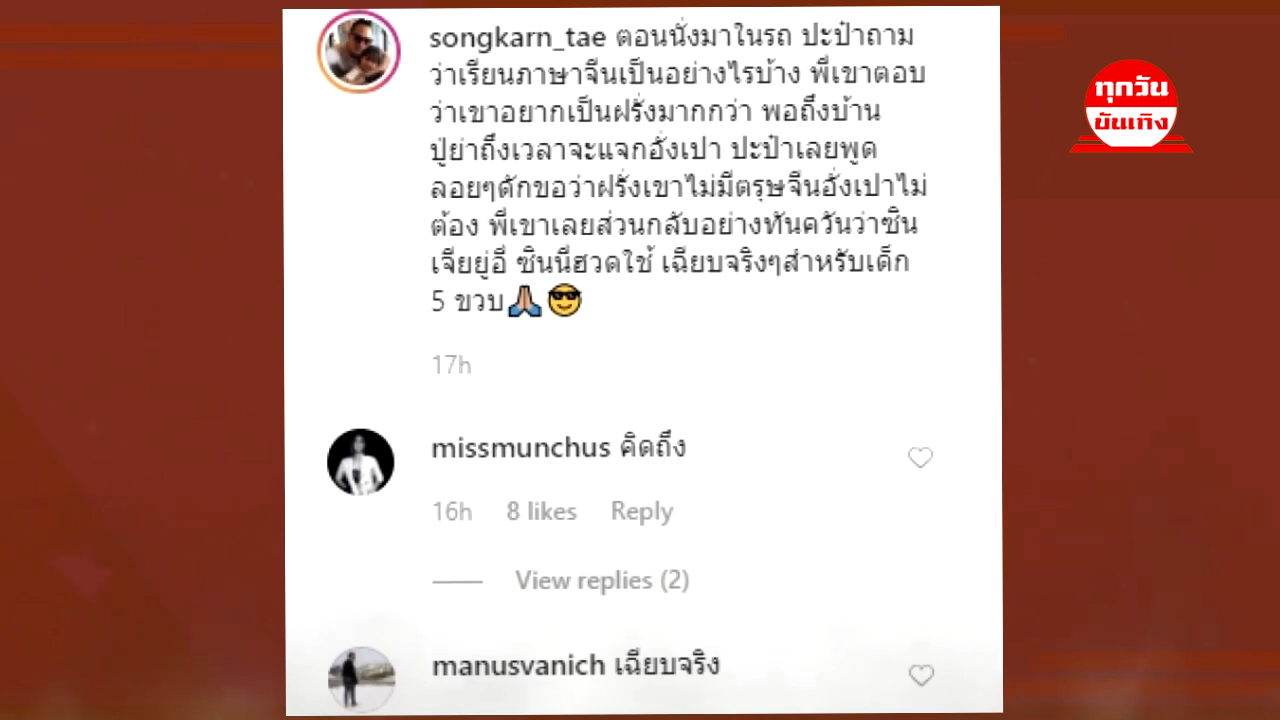 songkarn_tae ตอนนั่งมาในรถ ปะป๋าถาม
ว่าเรียนภาษาจีนเป็นอย่างไรบ้าง พี่เขาตอบ
ว่าเขาอยากเป็นฝรั่งมากกว่า พอถึงบ้าน
ปู่ย่าถึงเวลาจะแจกอั่งเปา ปะป๋าเลยพูด
ลอยๆดักขอว่าฝรั่งเขาไม่มีตรุษจีนอั่งเปาไม่
ต้อง พี่เขาเลยส่วนกลับอย่างทันควันว่าซิน
เจียยู่อี่ ซินนี่ฮวดใช้ เฉียบจริงๆสำหรับเด็ก
5 ขวบ🙏🏽😎
17h
missmunchus คิดถึง
16h 8 likes Reply
View replies (2)
manusvanich เฉียบจริง
ทุกวัน
บันเทิง